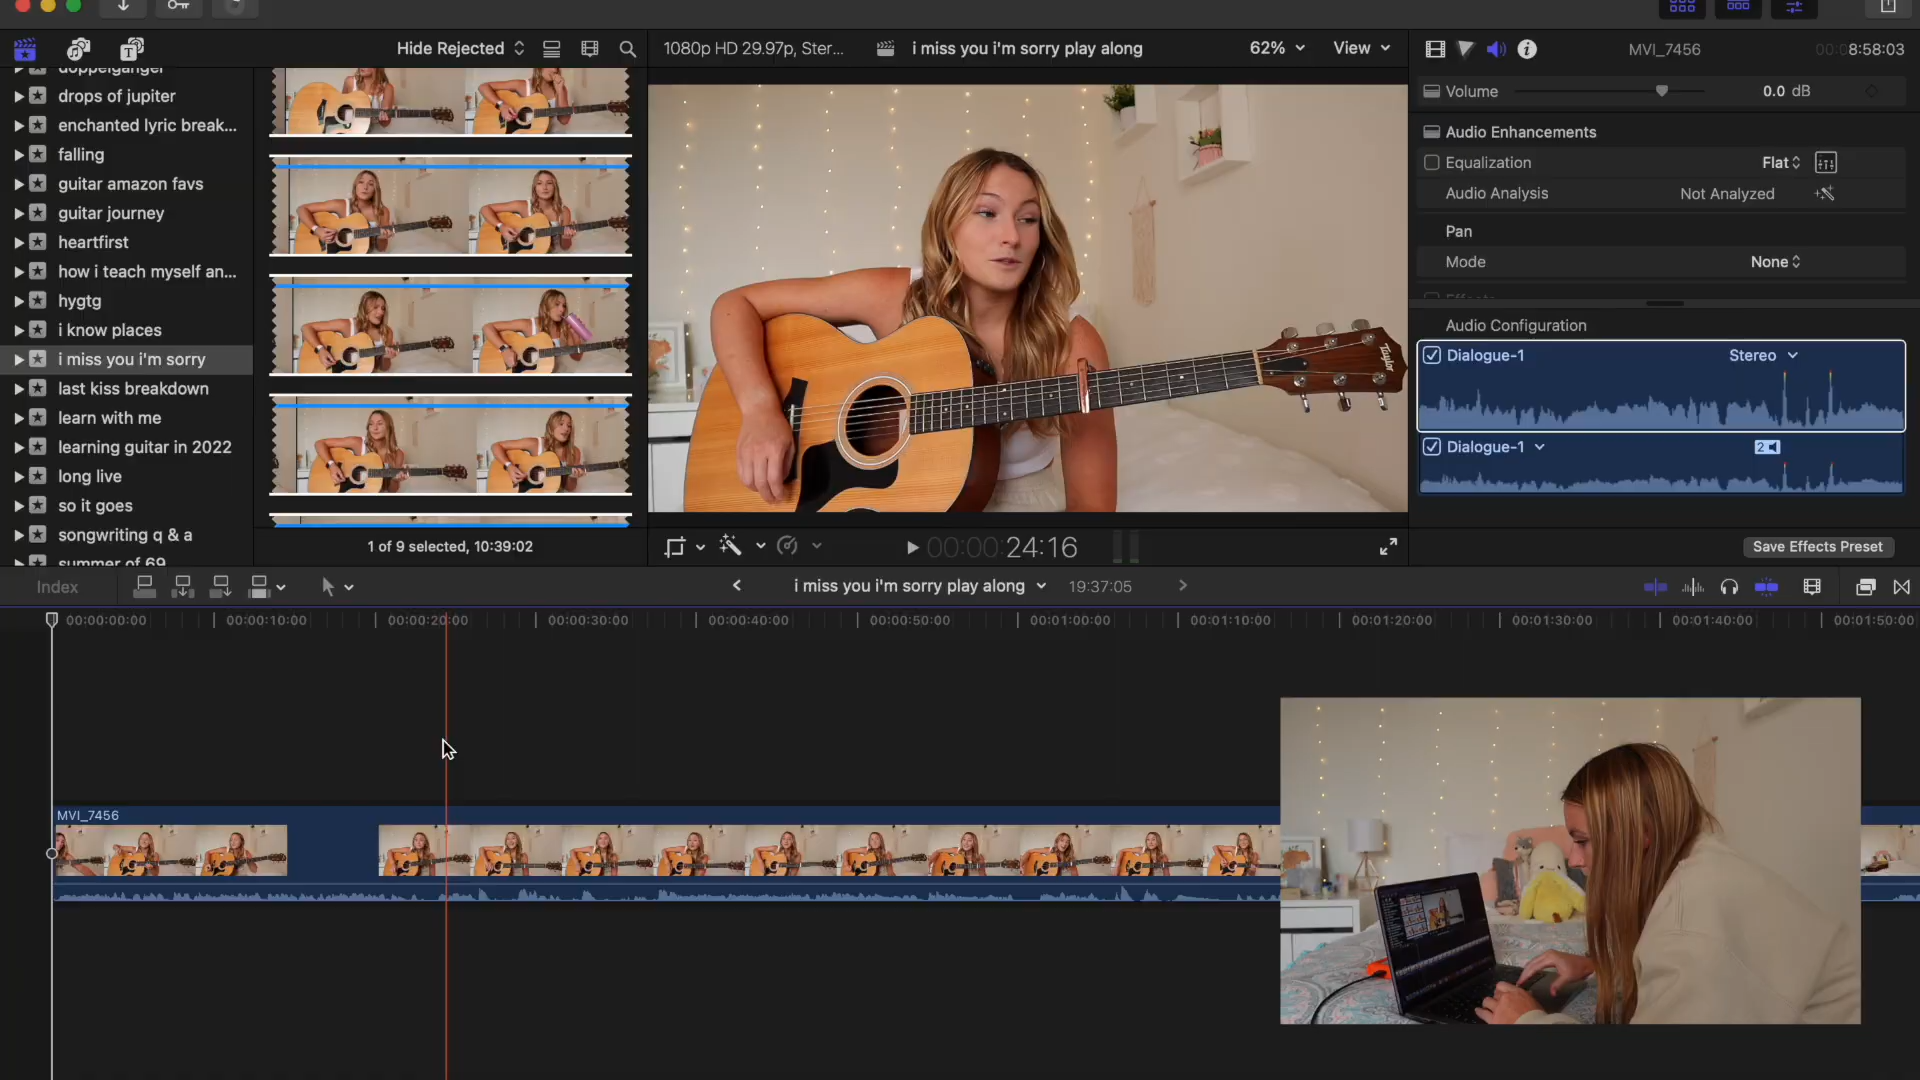 Hide Rejected
1080p HD 29.97p, Ster...
i miss you i'm sorry play along
62%
View
MVI_7456
00:08:58:03
doppelganger
drops of jupiter
enchanted lyric break...
falling
guitar amazon favs
guitar journey
heartfirst
how i teach myself an...
hygtg
i know places
i miss you i'm sorry
last kiss breakdown
learn with me
learning guitar in 2022
long live
so it goes
songwriting q & a
summer of 69
1 of 9 selected, 10:39:02
Taylor
00:00:24:16
Volume
0.0 dB
Audio Enhancements
Equalization
Flat
Audio Analysis
Not Analyzed
Pan
Mode
None
Effects
Audio Configuration
Dialogue-1
Stereo
Dialogue-1
2
Save Effects Preset
Index
i miss you i'm sorry play along
19:37:05
00:00:00:00
00:00:10:00
00:00:20:00
00:00:30:00
00:00:40:00
00:00:50:00
00:01:00:00
00:01:10:00
00:01:20:00
00:01:30:00
00:01:40:00
00:01:50:00
MVI_7456